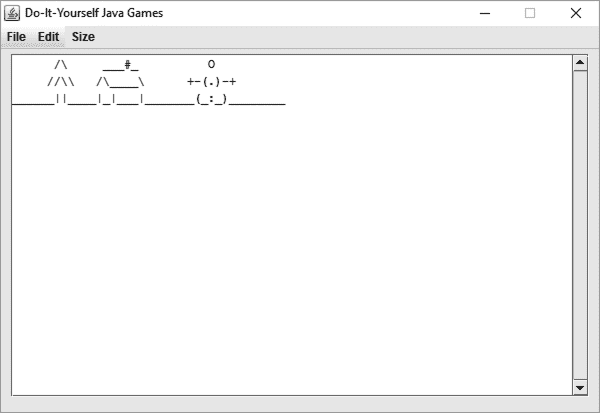 Do-It-Yourself Java Games
File Edit Size
      /\     ___#_          O
     //\\   /\____\      +-(.)-+
______||____|_|___|_______(_:_)________